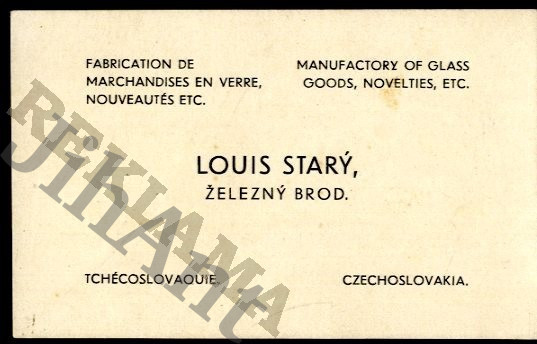 FABRICATION DE
MARCHANDISES EN VERRE,
NOUVEAUTÉS ETC.
MANUFACTORY OF GLASS
GOODS, NOVELTIES, ETC.
LOUIS STARÝ,
ŽELEZNÝ BROD.
TCHÉCOSLOVAQUIE.
CZECHOSLOVAKIA.
REKLAMA
JinAnt